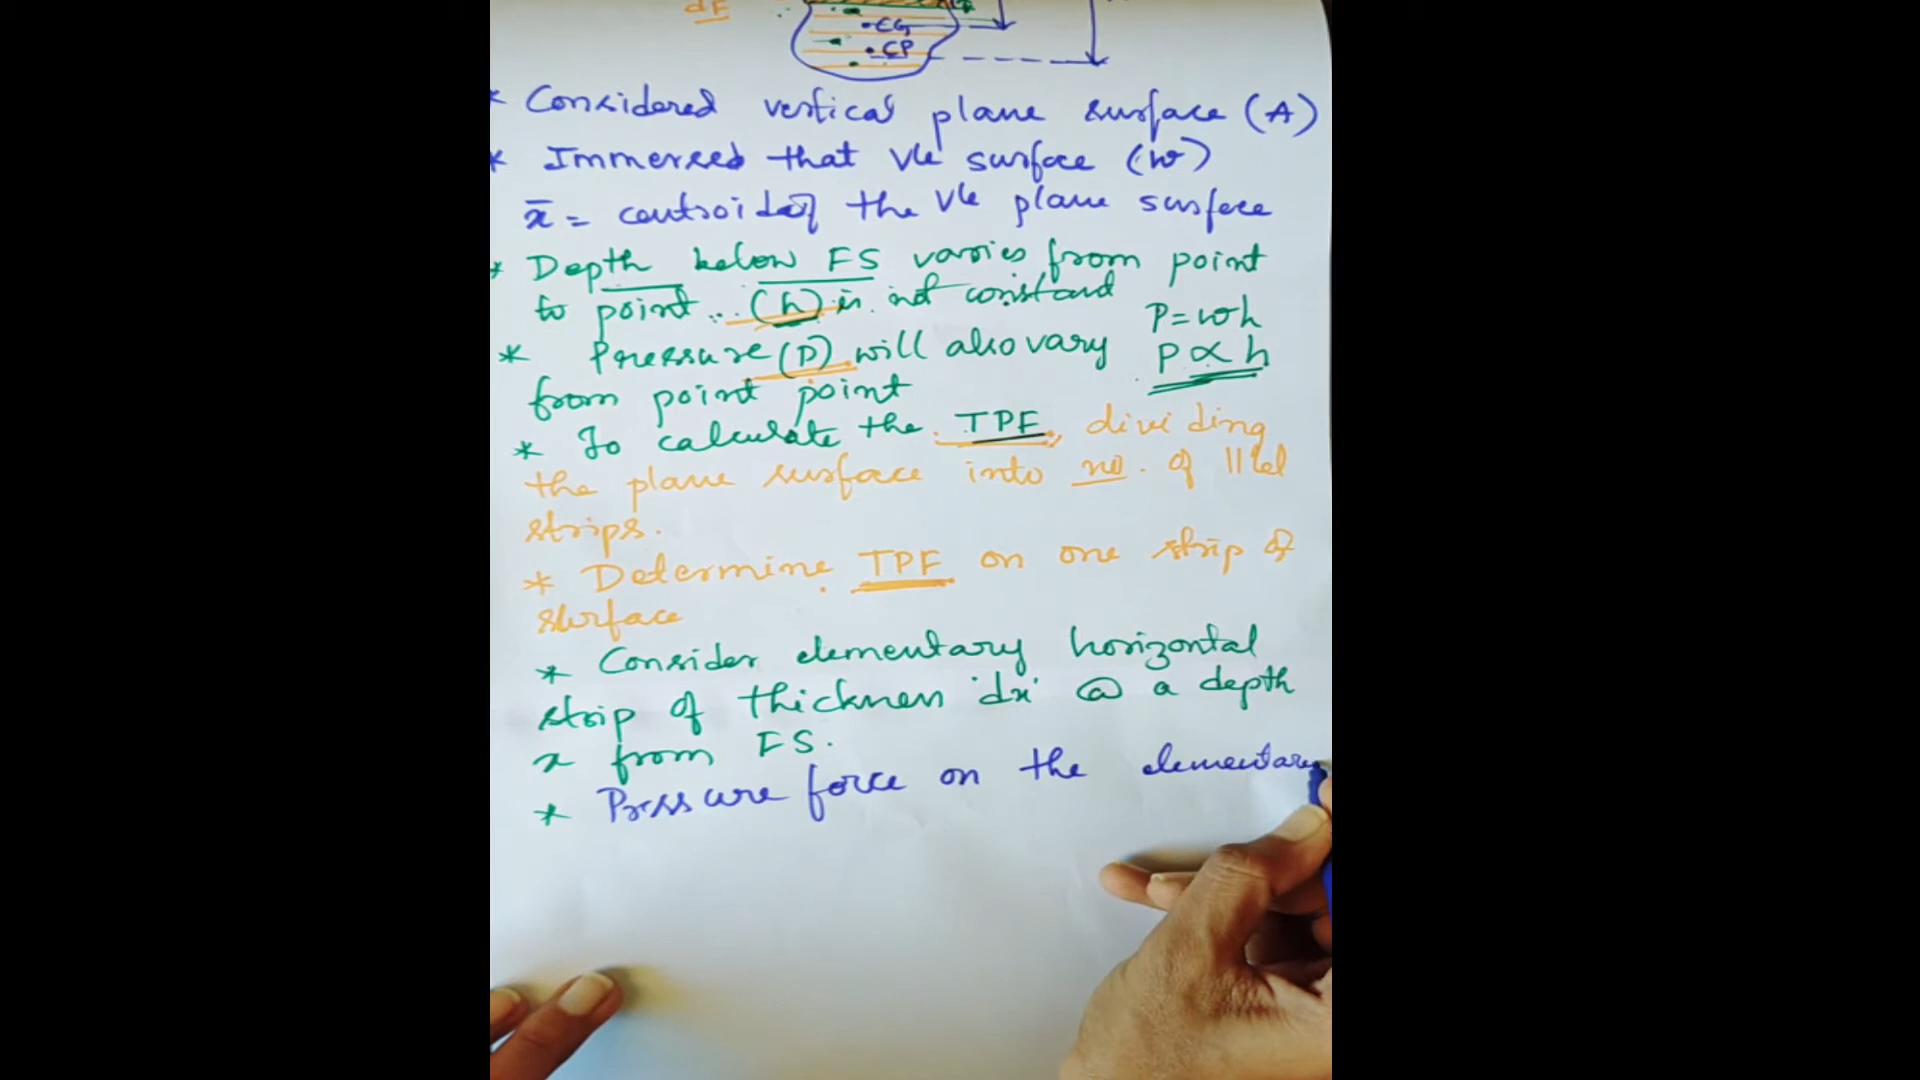 dF
CG
CP
* Considered vertical plane surface (A)
* Immersed that Vle surface (w)
x̄ = centroid of the Vle plane surface
* Depth below FS varies from point
to point .. (h) is not constant
P = wh
* Pressure (P) will also vary
P ∝ h
from point point
* To calculate the TPF, dividing
the plane surface into no. of ||lel
strips.
* Determine TPF on one strip of
surface
* Consider elementary horizontal
strip of thickness 'dx' @ a depth
x from FS.
* Pressure force on the elementary